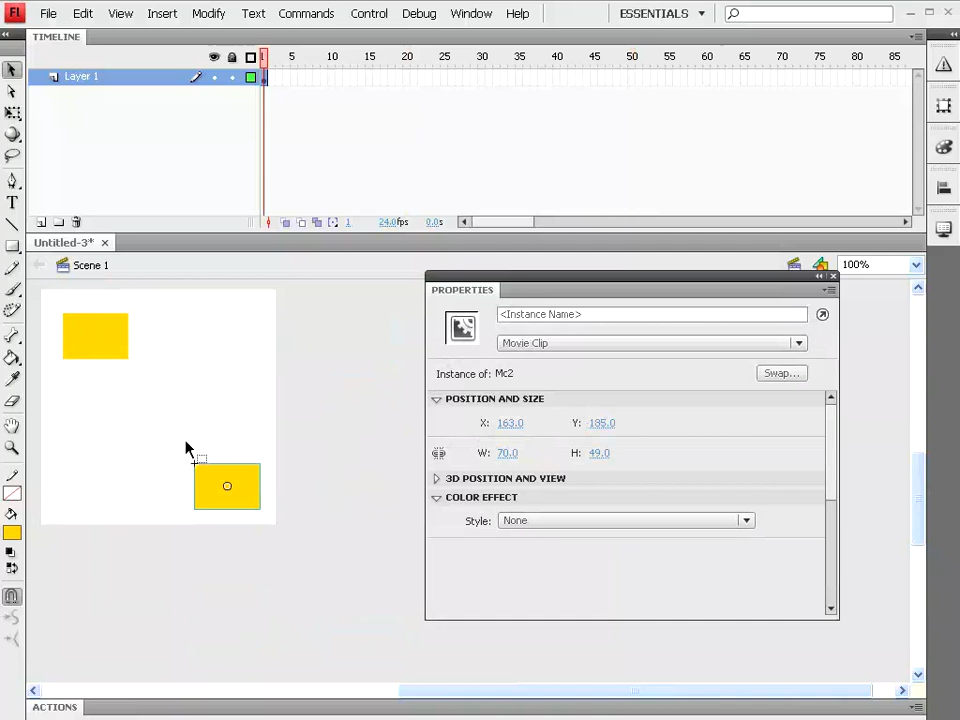 Fl File Edit View Insert Modify Text Commands Control Debug Window Help ESSENTIALS
TIMELINE
1 5 10 15 20 25 30 35 40 45 50 55 60 65 70 75 80 85
Layer 1
1 24.0fps 0.0s
Untitled-3*
Scene 1 100%
PROPERTIES
<Instance Name>
Movie Clip
Instance of: Mc2 Swap...
POSITION AND SIZE
X: 163.0 Y: 185.0
W: 70.0 H: 49.0
3D POSITION AND VIEW
COLOR EFFECT
Style: None
ACTIONS